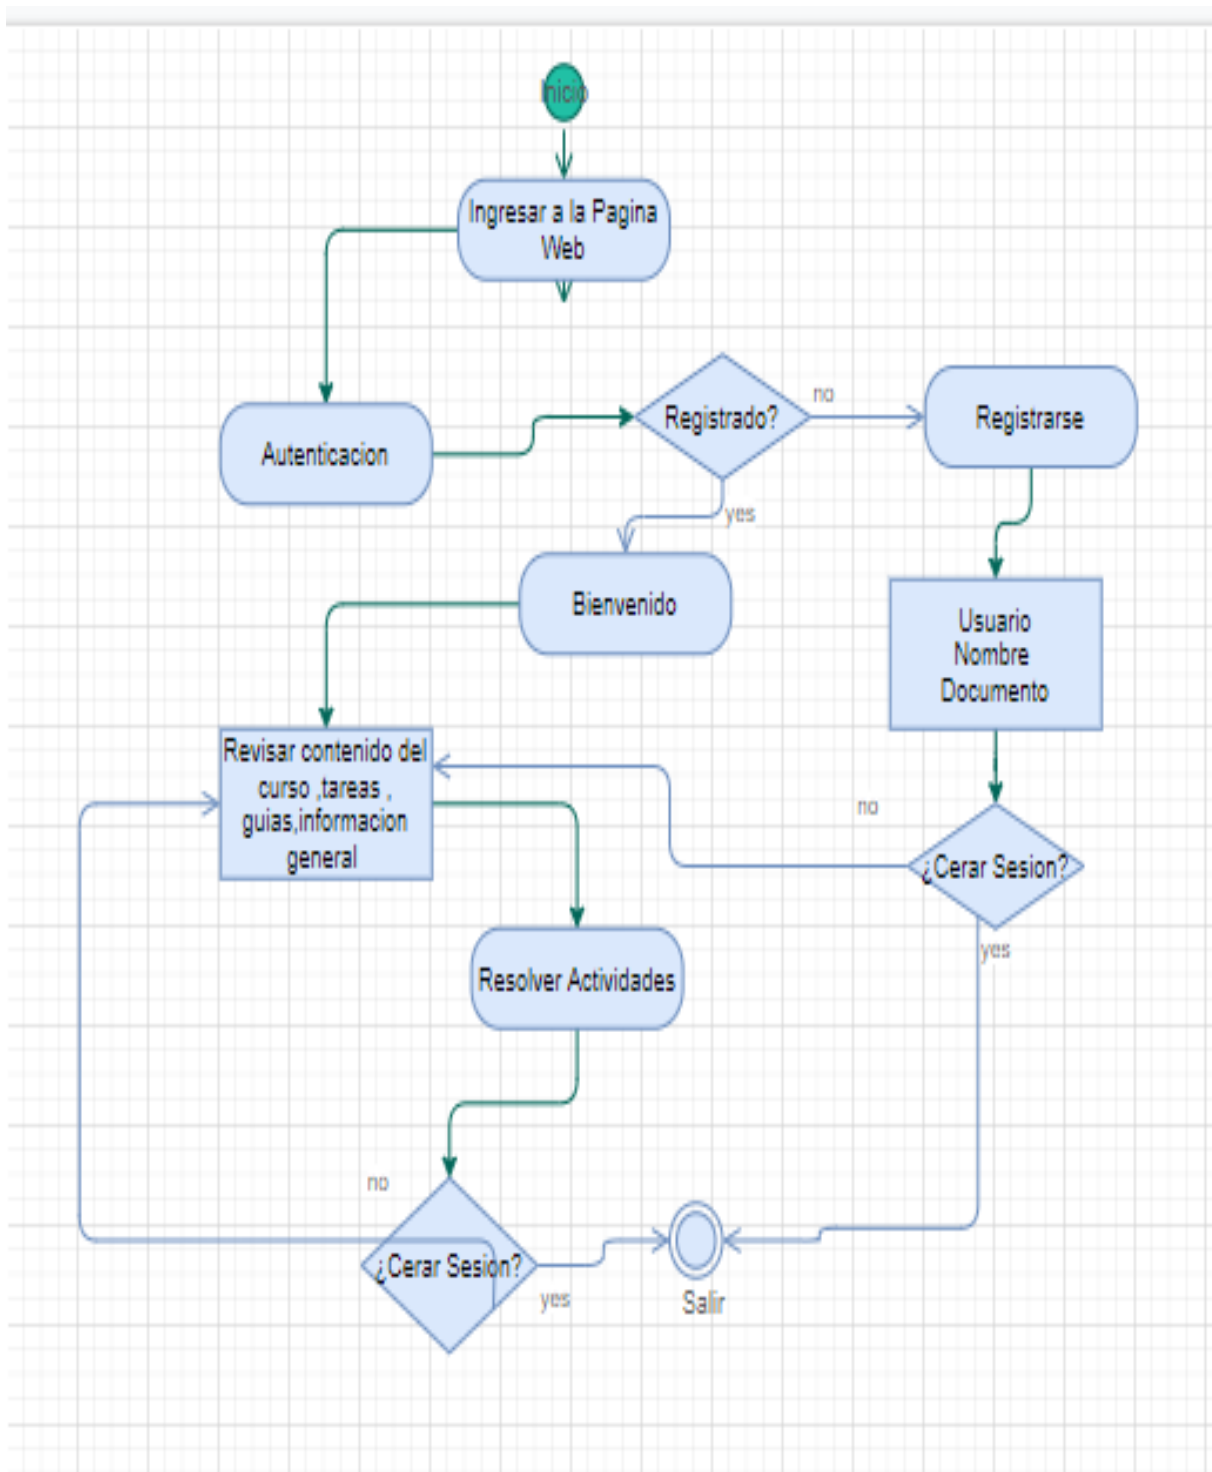 Inicio
Ingresar a la Pagina
Web
Registrado?
no
Registrarse
Autenticacion
yes
Bienvenido
Usuario
Nombre
Documento
Revisar contenido del
curso ,tareas ,
guias,informacion
general
no
¿Cerar Sesion?
yes
Resolver Actividades
no
¿Cerar Sesion?
yes
Salir